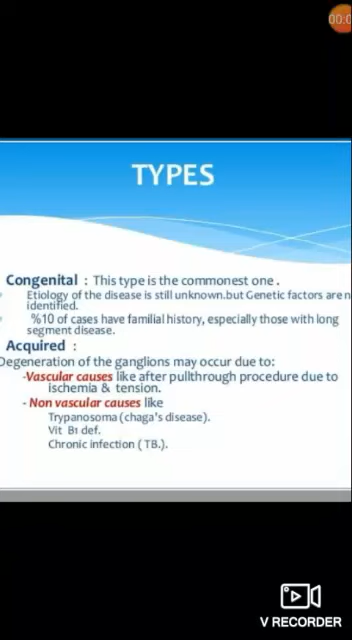 00:0
TYPES
Congenital : This type is the commonest one .
Etiology of the disease is still unknown.but Genetic factors are n
identified.
%10 of cases have familial history, especially those with long
segment disease.
Acquired :
Degeneration of the ganglions may occur due to:
-Vascular causes like after pullthrough procedure due to
ischemia & tension.
- Non vascular causes like
Trypanosoma (chaga's disease).
Vit B1 def.
Chronic infection ( TB.).
V RECORDER